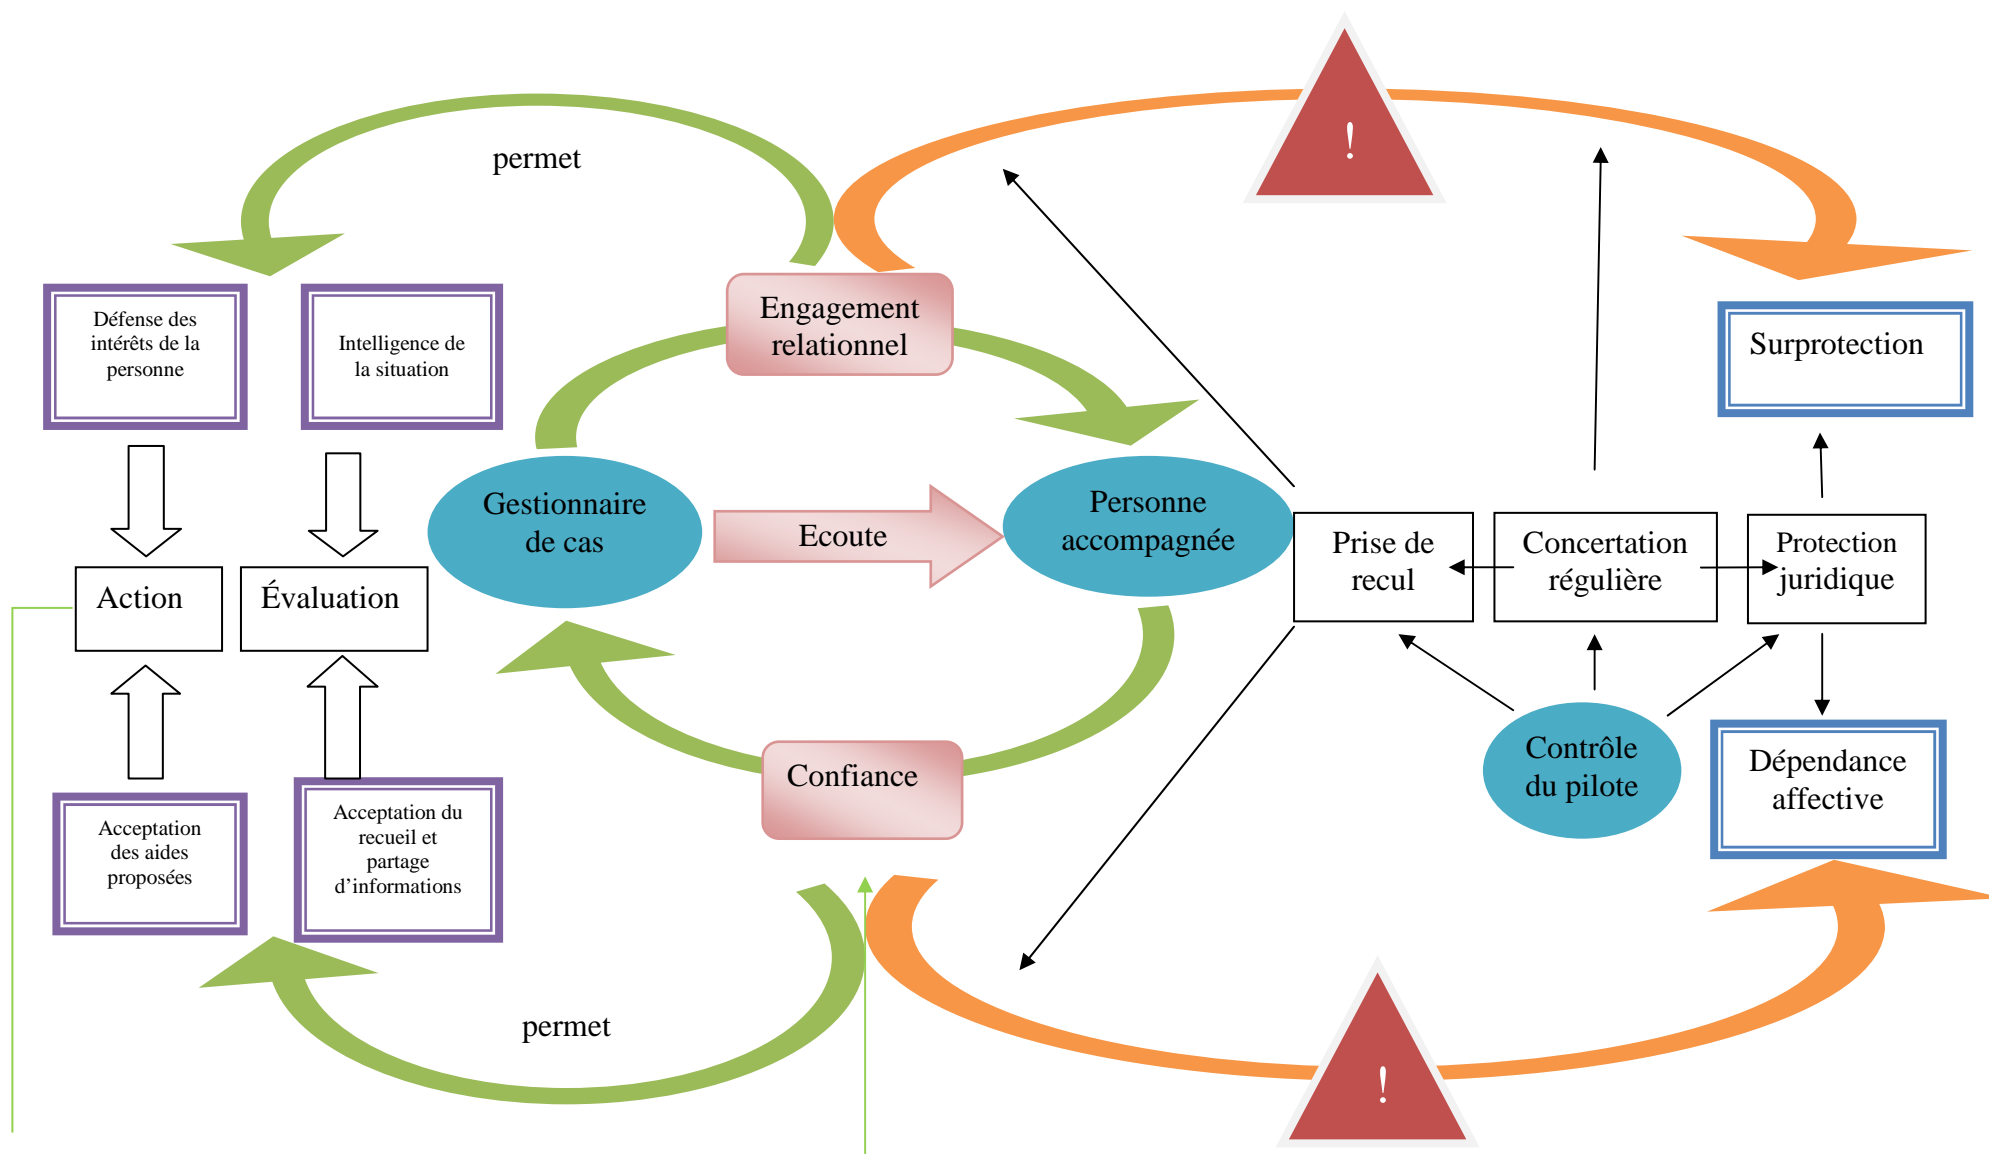 !
permet
Engagement
relationnel
Défense des
intérêts de la
personne
Intelligence de
la situation
Surprotection
Gestionnaire
de cas
Ecoute
Personne
accompagnée
Prise de
recul
Concertation
régulière
Protection
juridique
Action
Évaluation
Contrôle
du pilote
Dépendance
affective
Confiance
Acceptation
des aides
proposées
Acceptation du
recueil et
partage
d’informations
permet
!